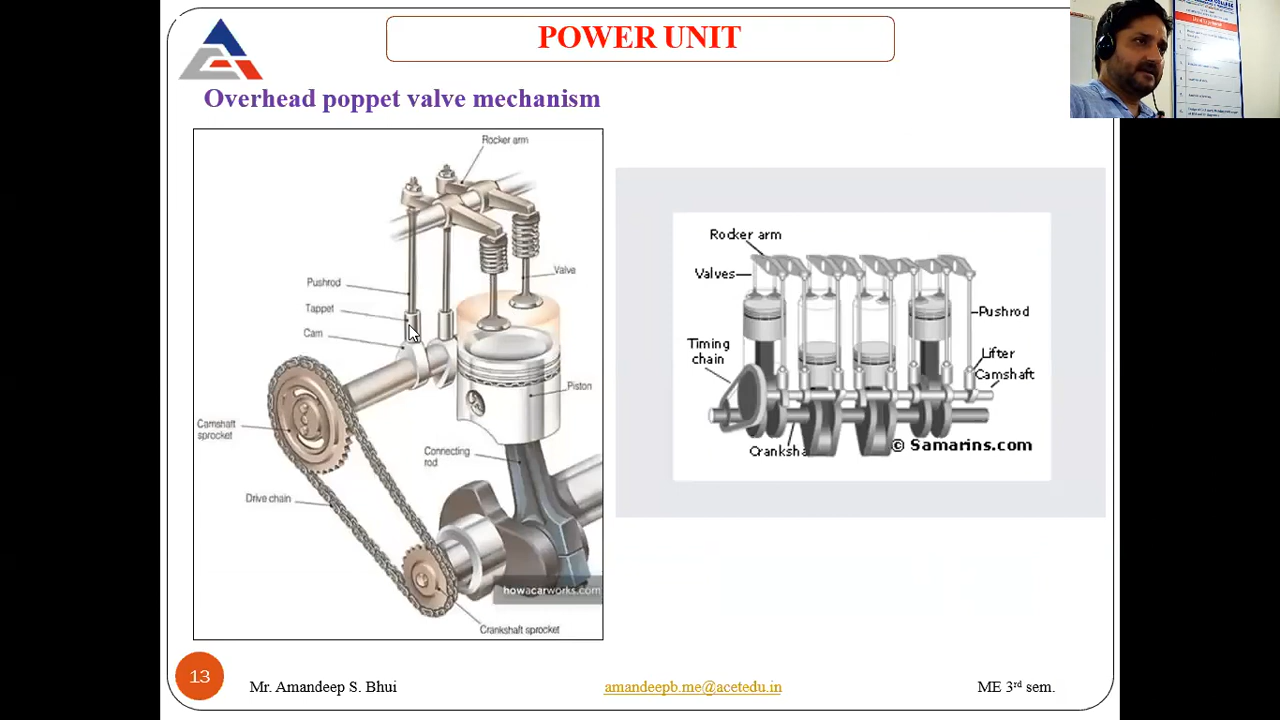 POWER UNIT
Overhead poppet valve mechanism
Rocker arm
Valve
Pushrod
Tappet
Cam
Piston
Camshaft
sprocket
Connecting
rod
Drive chain
howacarworks.com
Crankshaft sprocket
Rocker arm
Valves
Pushrod
Timing
chain
Lifter
Camshaft
Cranksha
© Samarins.com
13
Mr. Amandeep S. Bhui
amandeepb.me@acetedu.in
ME 3rd sem.